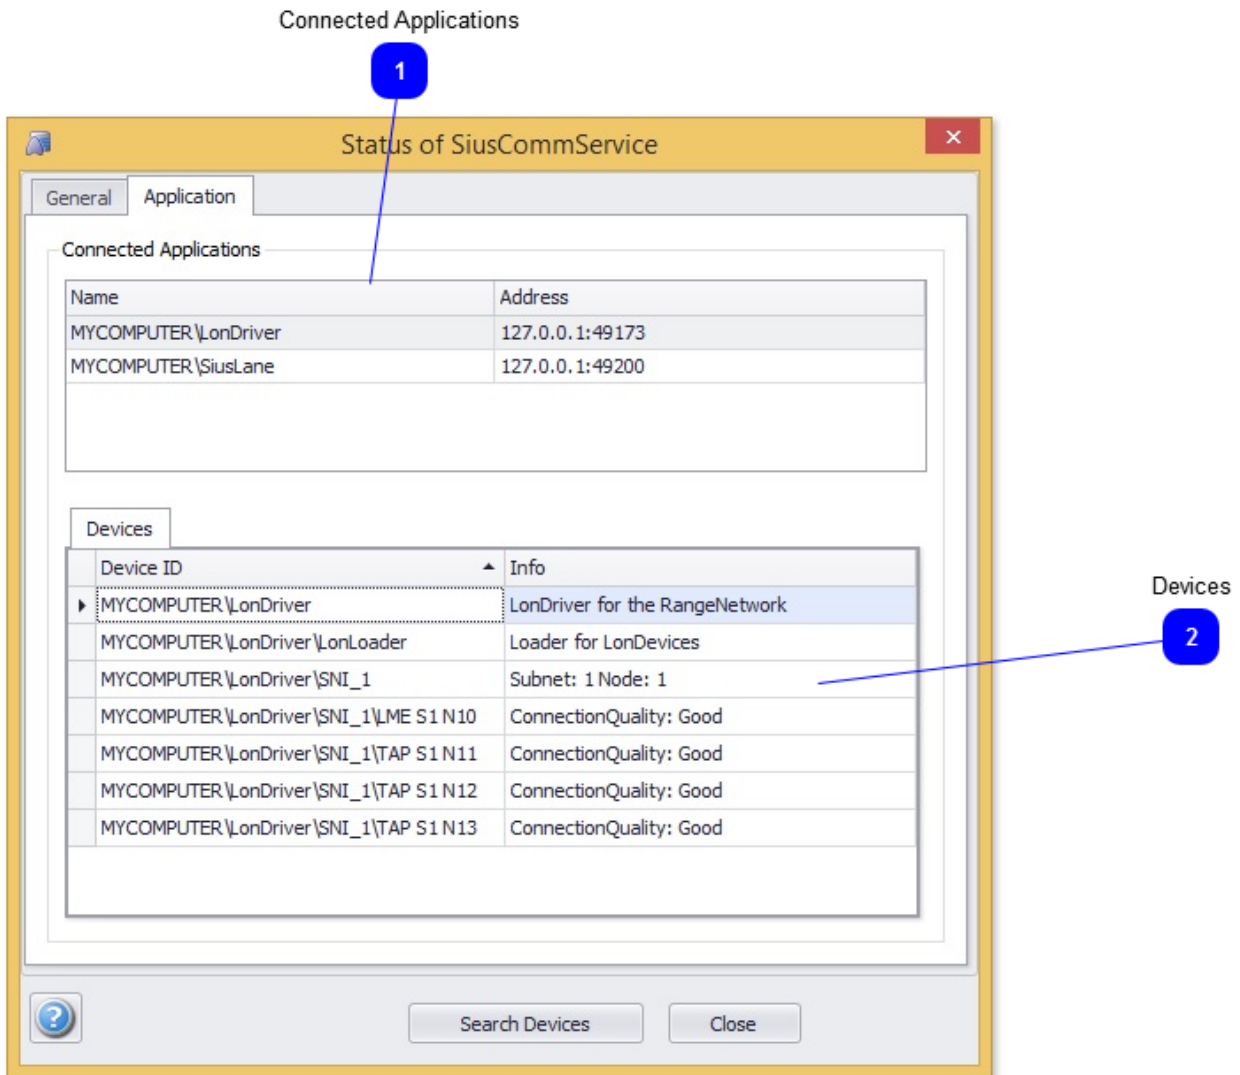 Connected Applications
1
Status of SiusCommService
General Application
Connected Applications
Name Address
MYCOMPUTER\LonDriver 127.0.0.1:49173
MYCOMPUTER\SiusLane 127.0.0.1:49200
Devices
Device ID Info
MYCOMPUTER\LonDriver LonDriver for the RangeNetwork
MYCOMPUTER\LonDriver\LonLoader Loader for LonDevices
MYCOMPUTER\LonDriver\SNI_1 Subnet: 1 Node: 1
MYCOMPUTER\LonDriver\SNI_1\LME S1 N10 ConnectionQuality: Good
MYCOMPUTER\LonDriver\SNI_1\TAP S1 N11 ConnectionQuality: Good
MYCOMPUTER\LonDriver\SNI_1\TAP S1 N12 ConnectionQuality: Good
MYCOMPUTER\LonDriver\SNI_1\TAP S1 N13 ConnectionQuality: Good
Devices
2
?
Search Devices Close